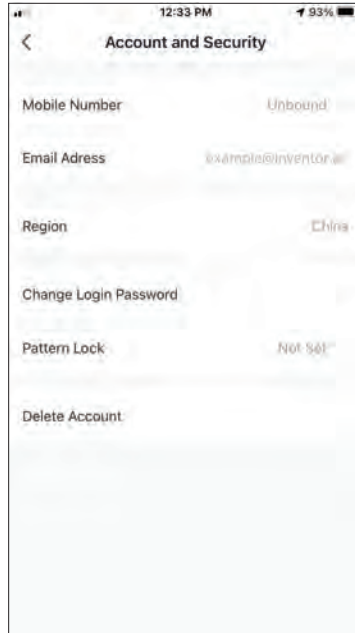 12:33 PM 93%
Account and Security
Mobile Number Unbound
Email Adress example@inventor.ac
Region China
Change Login Password
Pattern Lock Not Set
Delete Account